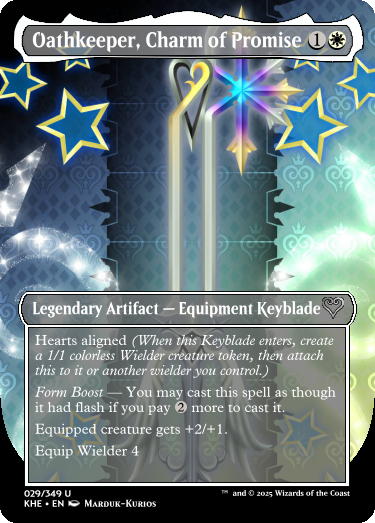 Oathkeeper, Charm of Promise 1
Legendary Artifact — Equipment Keyblade
Hearts aligned (When this Keyblade enters, create
a 1/1 colorless Wielder creature token, then attach
this to it or another wielder you control.)
Form Boost — You may cast this spell as though
it had flash if you pay 2 more to cast it.
Equipped creature gets +2/+1.
Equip Wielder 4
029/349 U
KHE • EN Marduk-Kurios
™ and © 2025 Wizards of the Coast